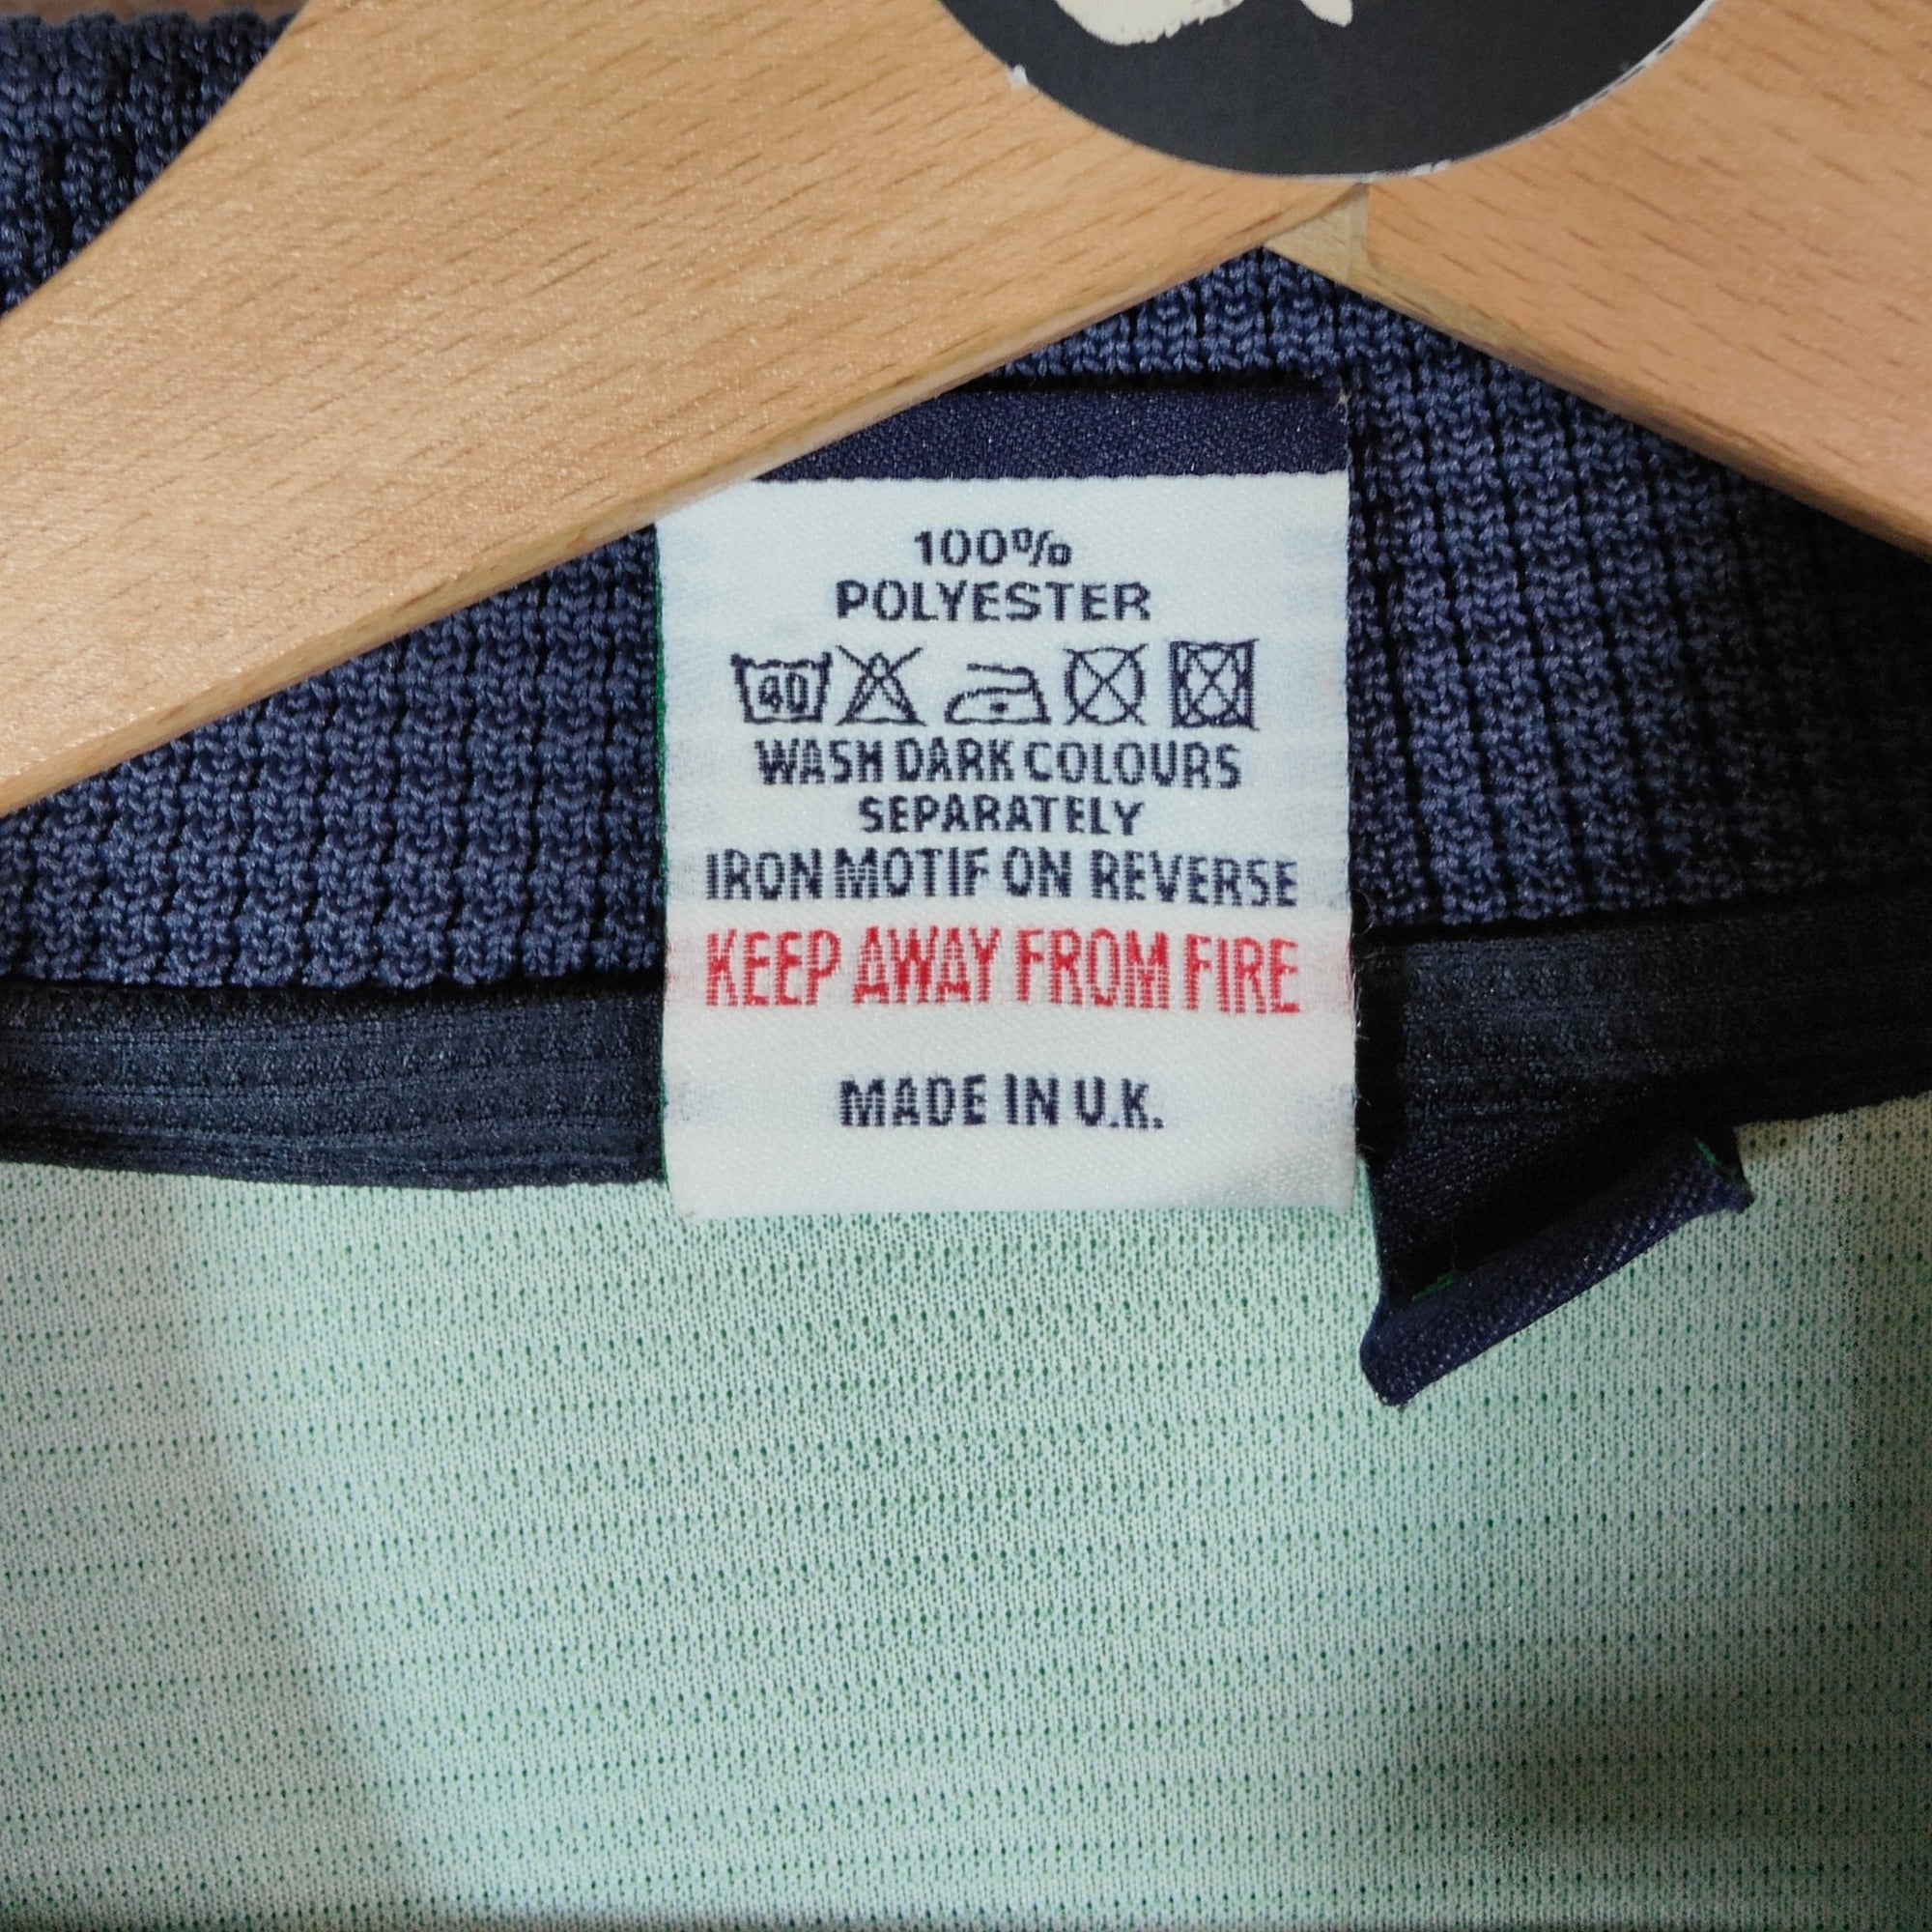 100%
POLYESTER
40
WASH DARK COLOURS
SEPARATELY
IRON MOTIF ON REVERSE
KEEP AWAY FROM FIRE
MADE IN U.K.